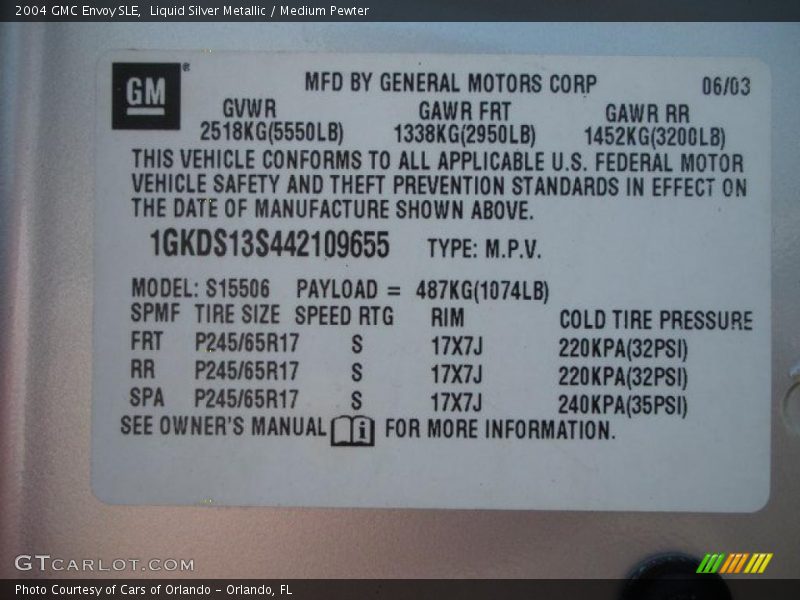 2004 GMC Envoy SLE,  Liquid Silver Metallic / Medium Pewter
GM ®
MFD BY GENERAL MOTORS CORP 06/03
GVWR GAWR FRT GAWR RR
2518KG(5550LB) 1338KG(2950LB) 1452KG(3200LB)
THIS VEHICLE CONFORMS TO ALL APPLICABLE U.S. FEDERAL MOTOR
VEHICLE SAFETY AND THEFT PREVENTION STANDARDS IN EFFECT ON
THE DATE OF MANUFACTURE SHOWN ABOVE.
1GKDS13S442109655 TYPE: M.P.V.
MODEL: S15506 PAYLOAD = 487KG(1074LB)
SPMF TIRE SIZE SPEED RTG RIM COLD TIRE PRESSURE
FRT P245/65R17 S 17X7J 220KPA(32PSI)
RR P245/65R17 S 17X7J 220KPA(32PSI)
SPA P245/65R17 S 17X7J 240KPA(35PSI)
SEE OWNER'S MANUAL i FOR MORE INFORMATION.
GTCARLOT.COM
Photo Courtesy of Cars of Orlando - Orlando, FL